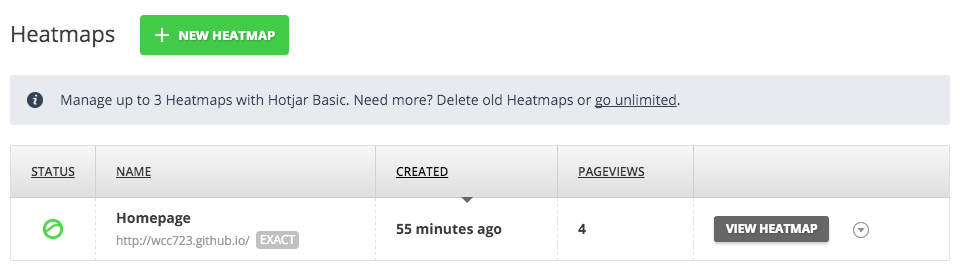 Heatmaps
NEW HEATMAP
Manage up to 3 Heatmaps with Hotjar Basic. Need more? Delete old Heatmaps or go unlimited.
STATUS NAME CREATED PAGEVIEWS
Homepage
http://wcc723.github.io/ EXACT
55 minutes ago 4 VIEW HEATMAP